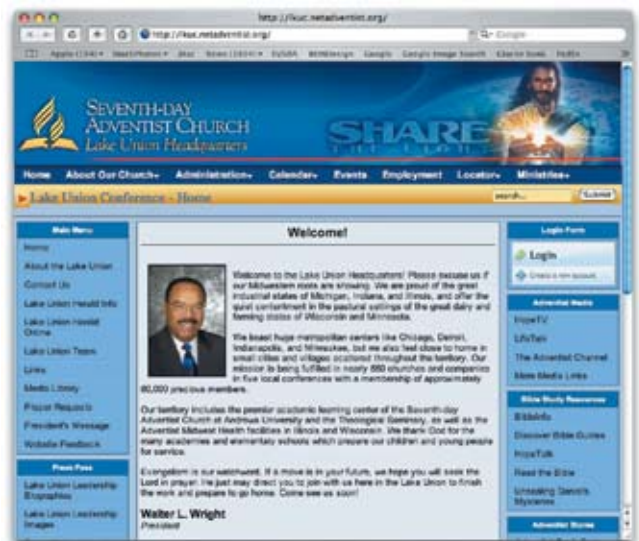 http://lkuc.netadventist.org/
http://lkuc.netadventist.org/
Google
Apple
Google
Google Image Search
SEVENTH-DAY
ADVENTIST CHURCH
Lake Union Headquarters
SHARE
THE LIGHT
Home About Our Church Administration Calendar Events Employment Locator Ministries
Lake Union Conference - Home
search...
Submit
Main Menu
Home
About the Lake Union
Contact Us
Lake Union Herald Info
Lake Union Herald
Online
Lake Union Team
Links
Media Library
Prayer Requests
President's Message
Website Feedback
Press Pass
Lake Union Leadership
Biographies
Lake Union Leadership
Images
Welcome!
Welcome to the Lake Union Headquarters! Please excuse us if
our Midwestern roots are showing. We are proud of the great
industrial states of Michigan, Indiana, and Illinois, and offer the
quiet contentment in the pastoral settings of the great dairy and
farming states of Wisconsin and Minnesota.
We boast huge metropolitan centers like Chicago, Detroit,
Indianapolis, and Milwaukee, but we also feel close to home in
small cities and villages scattered throughout the territory. Our
mission is being fulfilled in nearly churches and companies
in five local conferences with a membership of approximately
80,000 precious members.
Our territory includes the premier academic learning center of the Seventh-day
Adventist Church at Andrews University and the Theological Seminary, as well as the
Adventist Midwest Health facilities in Illinois and Wisconsin. We thank God for the
many academies and elementary schools which prepare our children and young people
for service.
Evangelism is our watchword. If a move is in your future, we hope you will seek the
Lord in prayer. He just may direct you to join with us here in the Lake Union to finish
the work and prepare to go home. Come see us soon!
Walter L. Wright
President
Login Form
Login
Create a new account
Adventist Media
HopeTV
LifeTalk
The Adventist Channel
More Media Links
Bible Study Resources
BibleInfo
Discover Bible Guides
HopeTalk
Read the Bible
Unsealing Daniel's
Mysteries